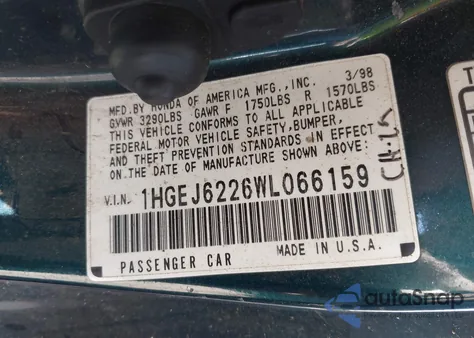 MFD. BY HONDA OF AMERICA MFG., INC. 3/98
GVWR 3290LBS GAWR F 1750LBS R 1570LBS
THIS VEHICLE CONFORMS TO ALL APPLICABLE
FEDERAL MOTOR VEHICLE SAFETY, BUMPER,
AND THEFT PREVENTION STANDARDS IN EFFECT
ON THE DATE OF MANUFACTURE SHOWN ABOVE.
V.I.N. 1HGEJ6226WL066159
PASSENGER CAR MADE IN U.S.A.
autoSnap